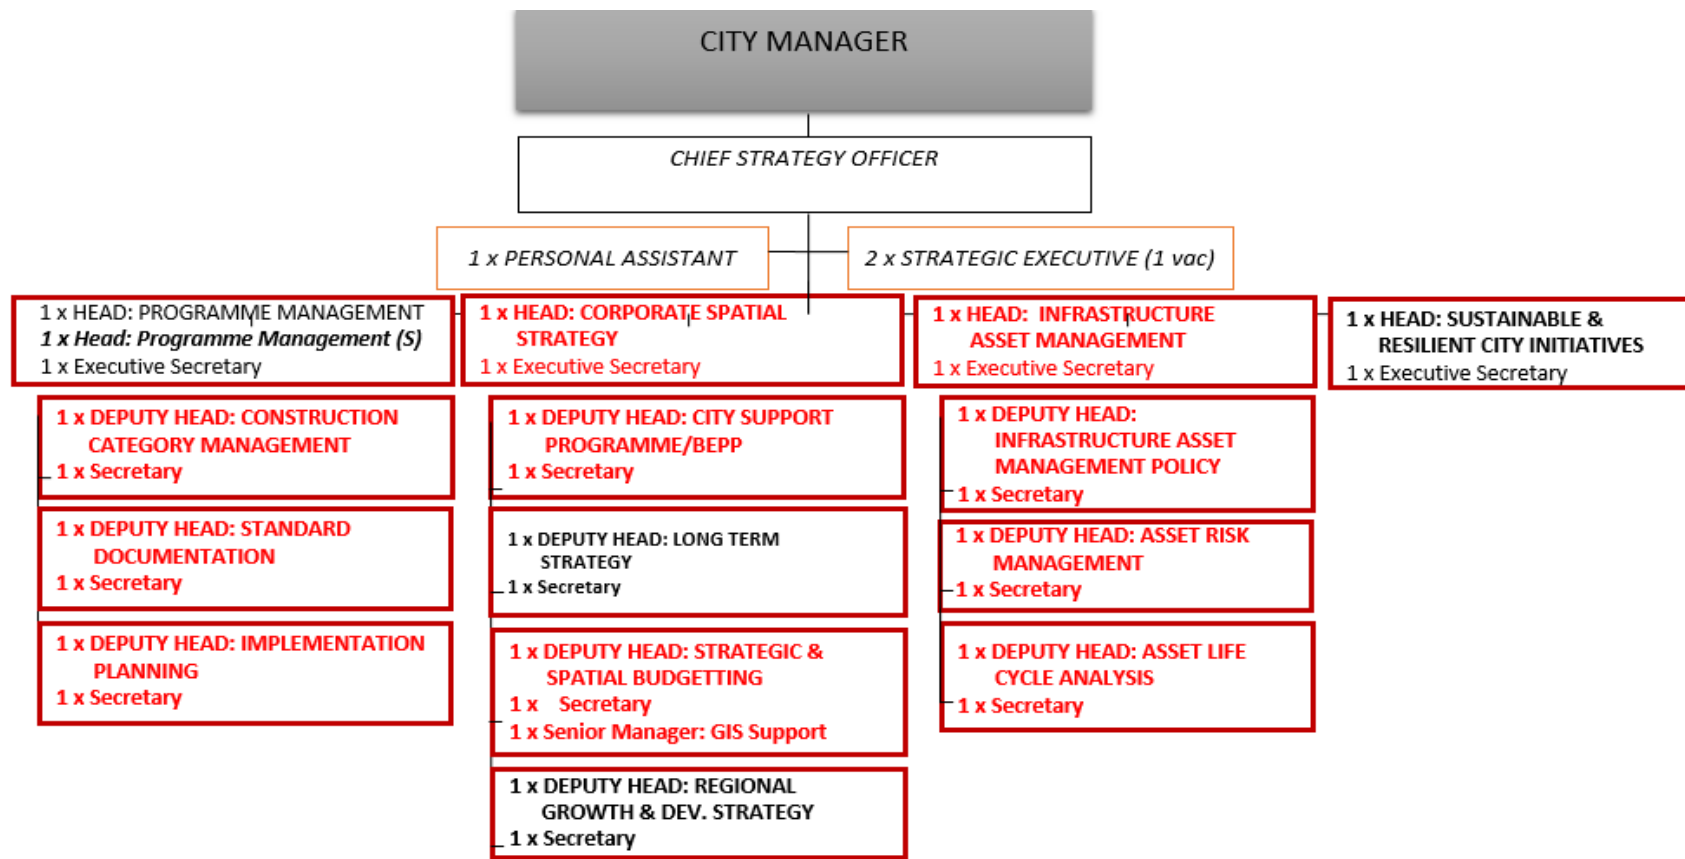 CITY MANAGER
CHIEF STRATEGY OFFICER
1 x PERSONAL ASSISTANT
2 x STRATEGIC EXECUTIVE (1 vac)
1 x HEAD: PROGRAMME MANAGEMENT
1 x Head: Programme Management (S)
1 x Executive Secretary
1 x HEAD: CORPORATE SPATIAL
STRATEGY
1 x Executive Secretary
1 x HEAD: INFRASTRUCTURE
ASSET MANAGEMENT
1 x Executive Secretary
1 x HEAD: SUSTAINABLE &
RESILIENT CITY INITIATIVES
1 x Executive Secretary
1 x DEPUTY HEAD: CONSTRUCTION
CATEGORY MANAGEMENT
1 x Secretary
1 x DEPUTY HEAD: STANDARD
DOCUMENTATION
1 x Secretary
1 x DEPUTY HEAD: IMPLEMENTATION
PLANNING
1 x Secretary
1 x DEPUTY HEAD: CITY SUPPORT
PROGRAMME/BEPP
1 x Secretary
1 x DEPUTY HEAD: LONG TERM
STRATEGY
1 x Secretary
1 x DEPUTY HEAD: STRATEGIC &
SPATIAL BUDGETTING
1 x Secretary
1 x Senior Manager: GIS Support
1 x DEPUTY HEAD: REGIONAL
GROWTH & DEV. STRATEGY
1 x Secretary
1 x DEPUTY HEAD:
INFRASTRUCTURE ASSET
MANAGEMENT POLICY
1 x Secretary
1 x DEPUTY HEAD: ASSET RISK
MANAGEMENT
1 x Secretary
1 x DEPUTY HEAD: ASSET LIFE
CYCLE ANALYSIS
1 x Secretary